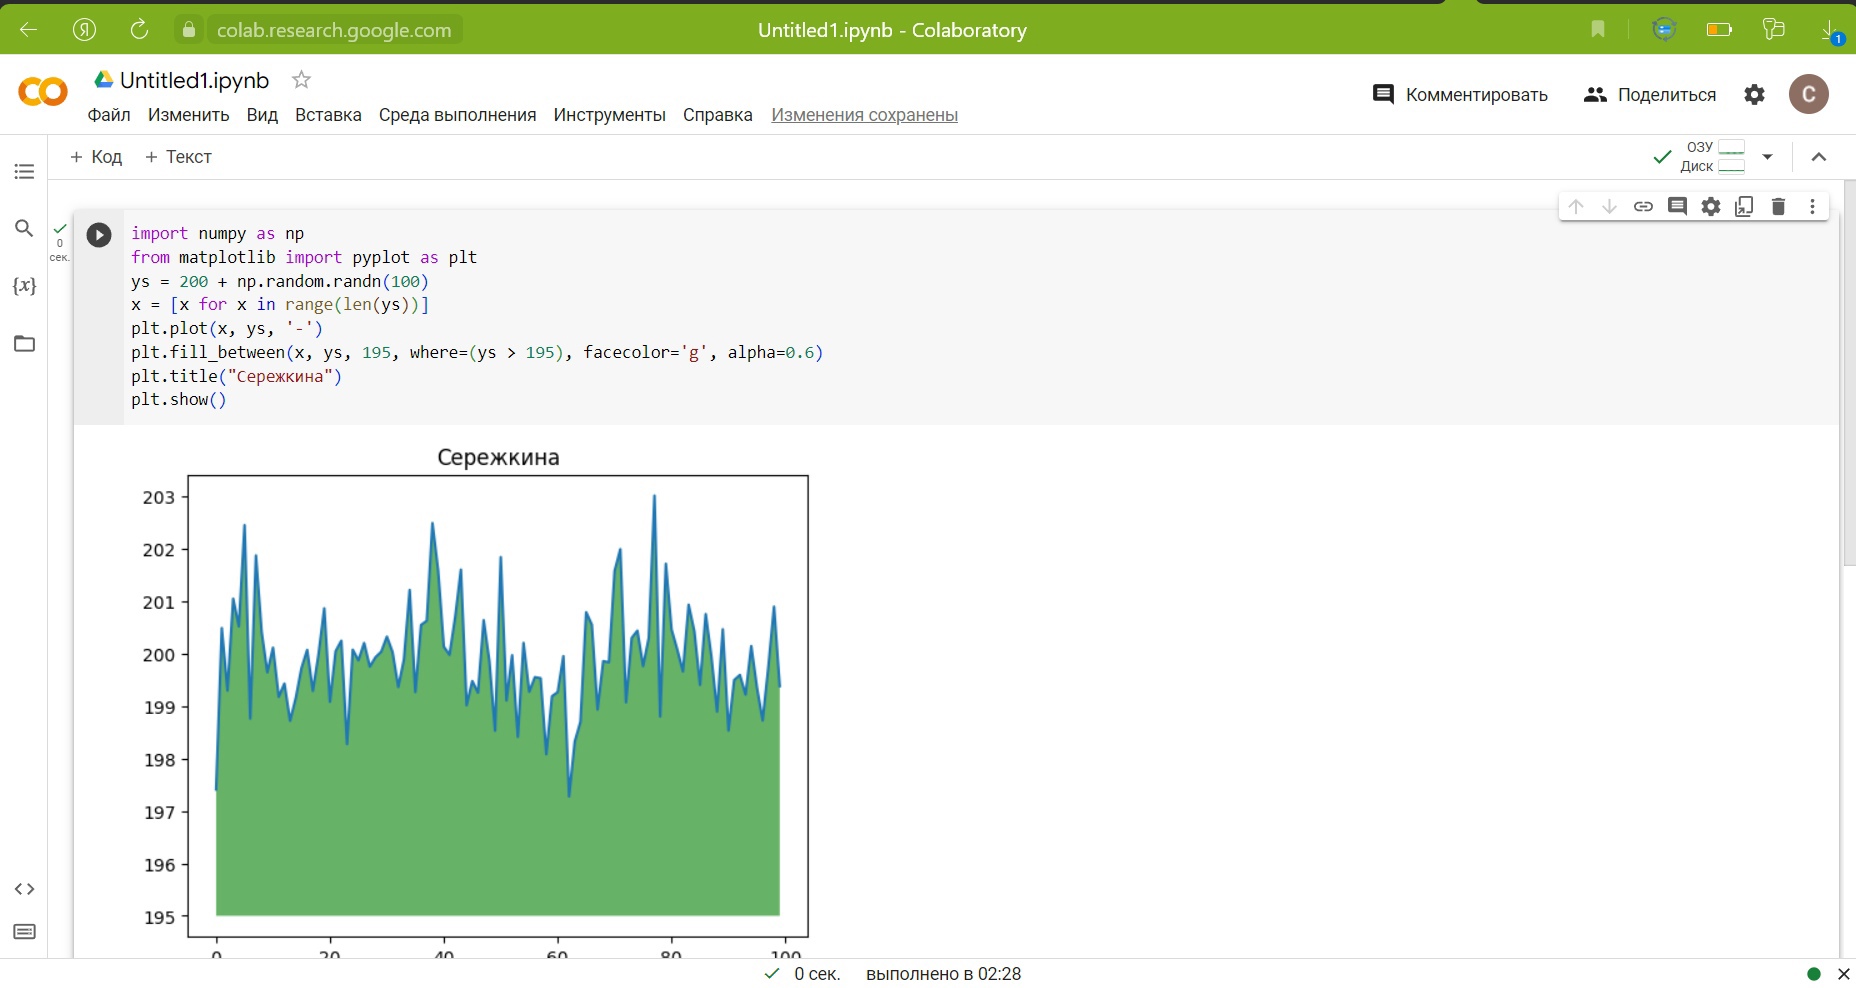 colab.research.google.com
Untitled1.ipynb - Colaboratory
1
Untitled1.ipynb
Файл Изменить Вид Вставка Среда выполнения Инструменты Справка Изменения сохранены
Комментировать Поделиться C
+ Код + Текст
ОЗУ
Диск
0
сек.
{x}
import numpy as np
from matplotlib import pyplot as plt
ys = 200 + np.random.randn(100)
x = [x for x in range(len(ys))]
plt.plot(x, ys, '-')
plt.fill_between(x, ys, 195, where=(ys > 195), facecolor='g', alpha=0.6)
plt.title("Сережкина")
plt.show()
Сережкина
203
202
201
200
199
198
197
196
195
0 20 40 60 80 100
0 сек. выполнено в 02:28